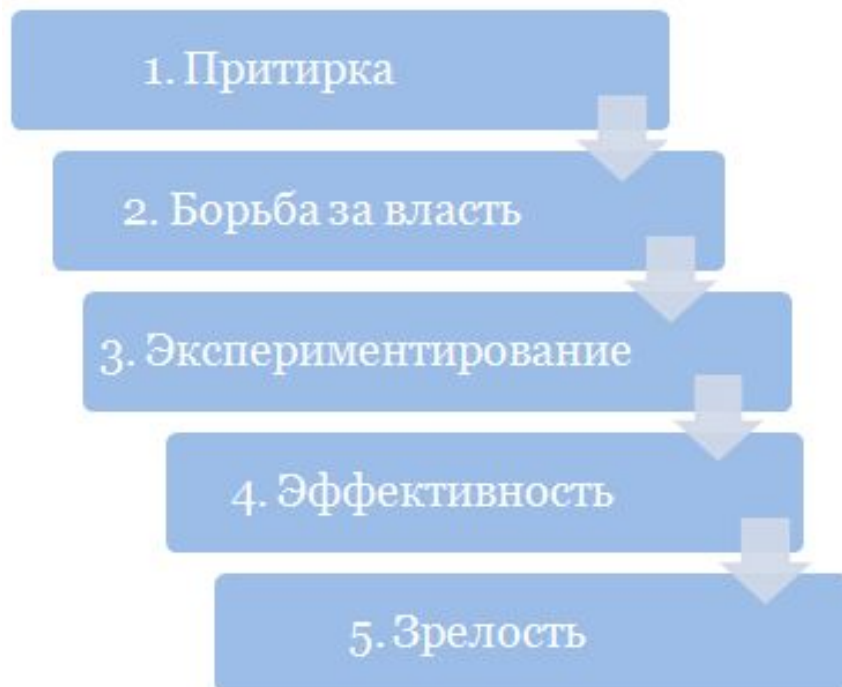 1. Притирка
2. Борьба за власть
3. Экспериментирование
4. Эффективность
5. Зрелость